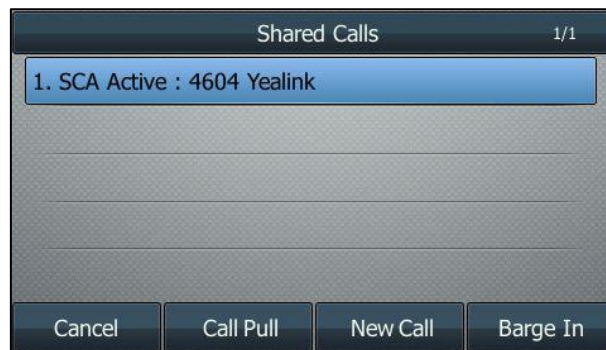 Shared Calls 1/1
1. SCA Active : 4604 Yealink
Cancel Call Pull New Call Barge In